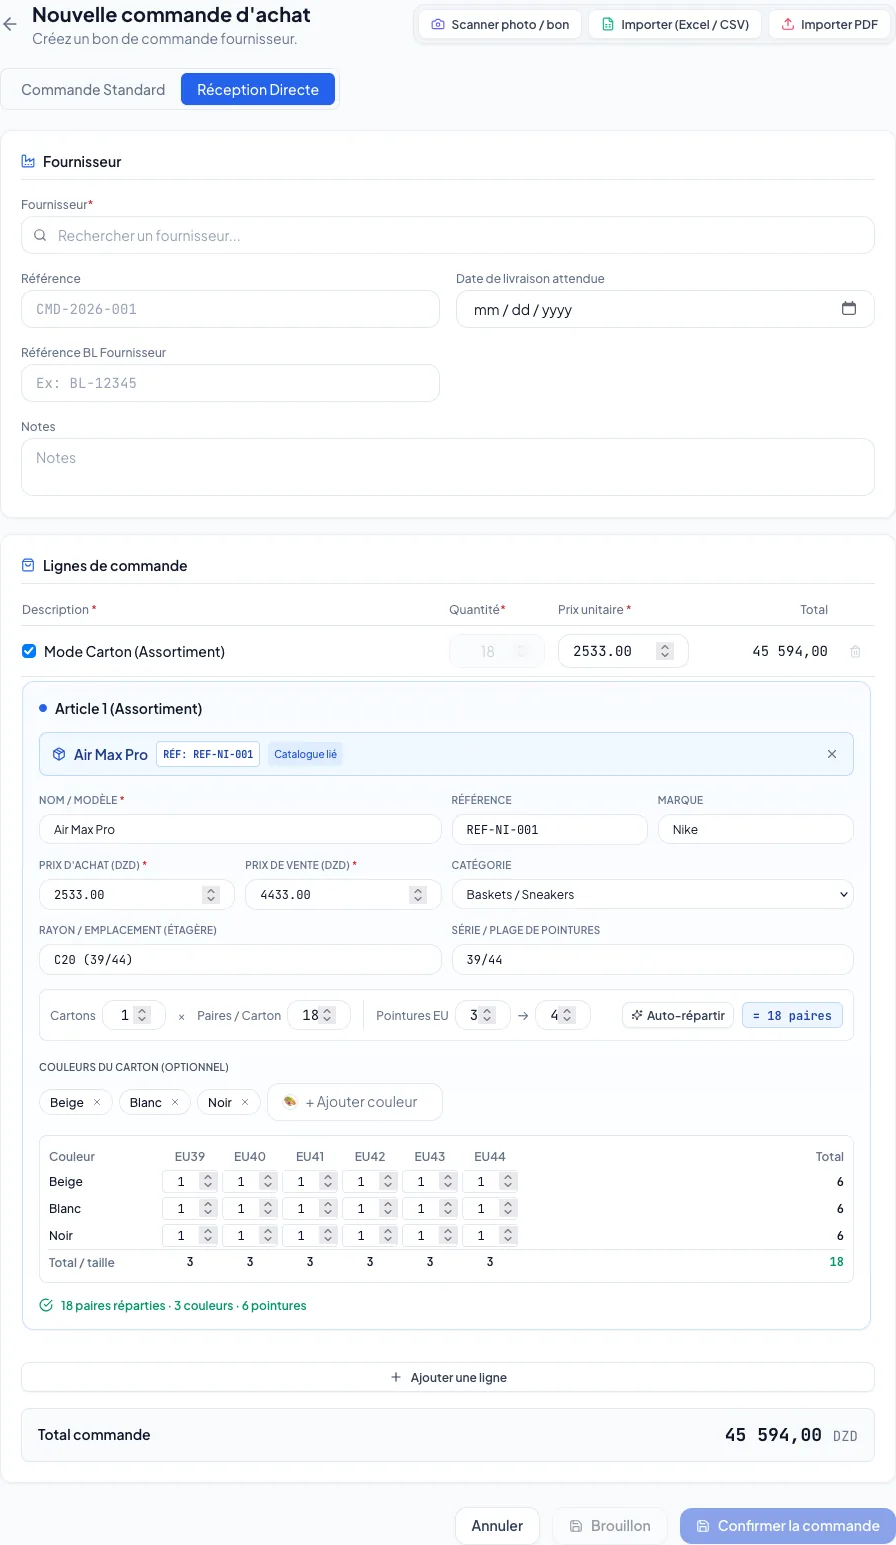 Nouvelle commande d'achat
Créez un bon de commande fournisseur.
Scanner photo / bon
Importer (Excel / CSV)
Importer PDF
Commande Standard
Réception Directe
Fournisseur
Fournisseur*
Rechercher un fournisseur...
Référence
Date de livraison attendue
CMD-2026-001
mm / dd / yyyy
Référence BL Fournisseur
Ex: BL-12345
Notes
Notes
Lignes de commande
Description * Quantité* Prix unitaire * Total
Mode Carton (Assortiment) 18 2533.00 45 594,00
Article 1 (Assortiment)
Air Max Pro RÉF: REF-NI-001 Catalogue lié
NOM / MODÈLE * RÉFÉRENCE MARQUE
Air Max Pro REF-NI-001 Nike
PRIX D'ACHAT (DZD) * PRIX DE VENTE (DZD) * CATÉGORIE
2533.00 4433.00 Baskets / Sneakers
RAYON / EMPLACEMENT (ÉTAGÈRE) SÉRIE / PLAGE DE POINTURES
C20 (39/44) 39/44
Cartons 1 × Paires / Carton 18 Pointures EU 3 → 4 Auto-répartir = 18 paires
COULEURS DU CARTON (OPTIONNEL)
Beige × Blanc × Noir × + Ajouter couleur
Couleur EU39 EU40 EU41 EU42 EU43 EU44 Total
Beige 1 1 1 1 1 1 6
Blanc 1 1 1 1 1 1 6
Noir 1 1 1 1 1 1 6
Total / taille 3 3 3 3 3 3 18
18 paires réparties · 3 couleurs · 6 pointures
+ Ajouter une ligne
Total commande 45 594,00 DZD
Annuler
Brouillon
Confirmer la commande